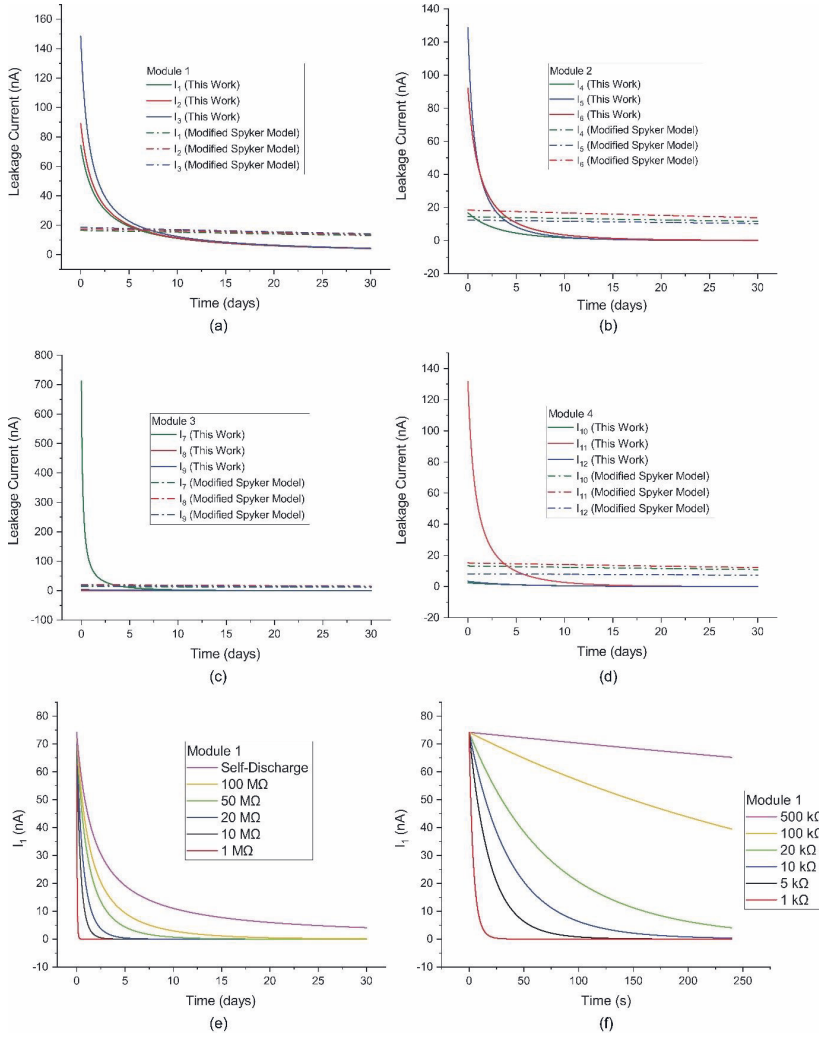 160
140
120
100
80
60
40
20
0
Leakage Current (nA)
Module 1
I1 (This Work)
I2 (This Work)
I3 (This Work)
I1 (Modified Spyker Model)
I2 (Modified Spyker Model)
I3 (Modified Spyker Model)
0 5 10 15 20 25 30
Time (days)
(a)
140
120
100
80
60
40
20
0
-20
Leakage Current (nA)
Module 2
I4 (This Work)
I5 (This Work)
I6 (This Work)
I4 (Modified Spyker Model)
I5 (Modified Spyker Model)
I6 (Modified Spyker Model)
0 5 10 15 20 25 30
Time (days)
(b)
800
700
600
500
400
300
200
100
0
-100
Leakage Current (nA)
Module 3
I7 (This Work)
I8 (This Work)
I9 (This Work)
I7 (Modified Spyker Model)
I8 (Modified Spyker Model)
I9 (Modified Spyker Model)
0 5 10 15 20 25 30
Time (days)
(c)
140
120
100
80
60
40
20
0
-20
Leakage Current (nA)
Module 4
I10 (This Work)
I11 (This Work)
I12 (This Work)
I10 (Modified Spyker Model)
I11 (Modified Spyker Model)
I12 (Modified Spyker Model)
0 5 10 15 20 25 30
Time (days)
(d)
80
70
60
50
40
30
20
10
0
-10
I1 (nA)
Module 1
Self-Discharge
100 MΩ
50 MΩ
20 MΩ
10 MΩ
1 MΩ
0 5 10 15 20 25 30
Time (days)
(e)
80
70
60
50
40
30
20
10
0
-10
I1 (nA)
Module 1
500 kΩ
100 kΩ
20 kΩ
10 kΩ
5 kΩ
1 kΩ
0 50 100 150 200 250
Time (s)
(f)